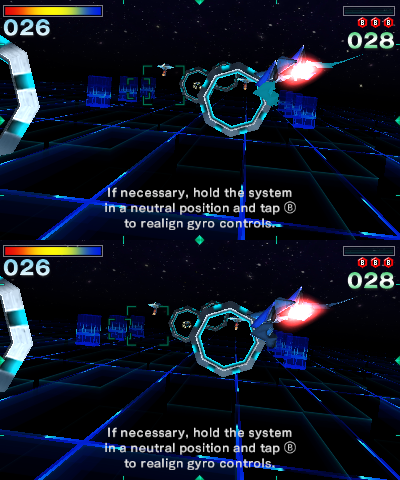 026
B B B
028
If necessary, hold the system
in a neutral position and tap Ⓑ
to realign gyro controls.
026
B B B
028
If necessary, hold the system
in a neutral position and tap Ⓑ
to realign gyro controls.